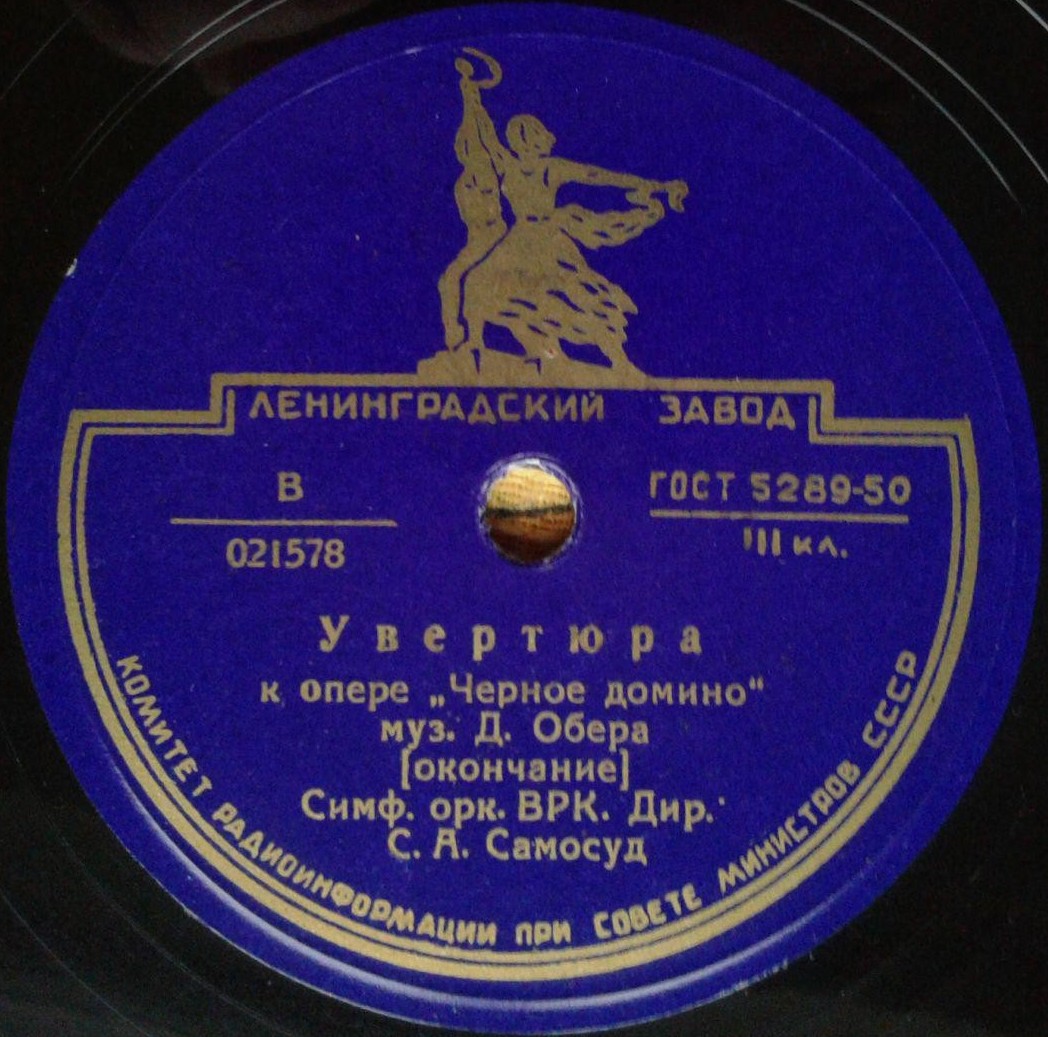 ЛЕНИНГРАДСКИЙ ЗАВОД
В
021578
ГОСТ 5289-50
III кл.
Увертюра
к опере „Черное домино“
муз. Д. Обера
[окончание]
Симф. орк. ВРК. Дир.
С. А. Самосуд
КОМИТЕТ РАДИОИНФОРМАЦИИ ПРИ СОВЕТЕ МИНИСТРОВ СССР